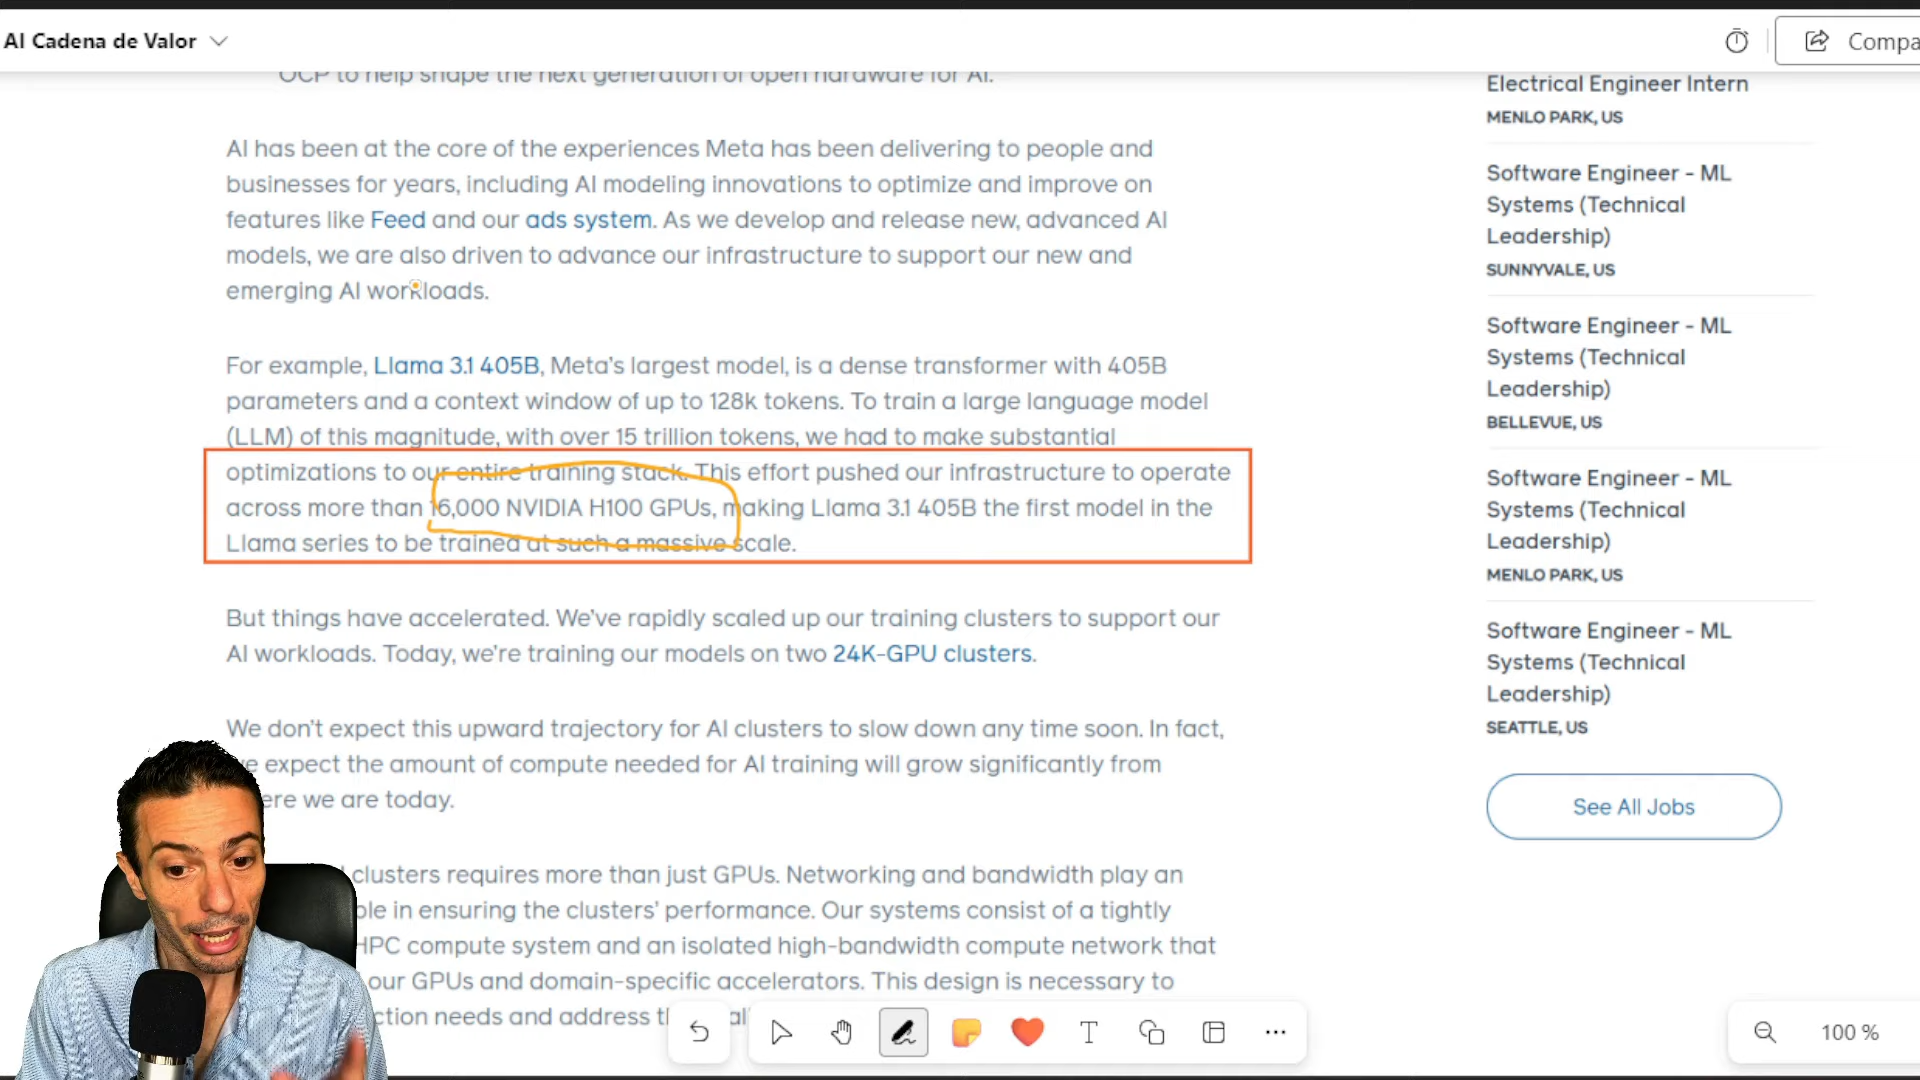 AI Cadena de Valor
Compa
OCP to help shape the next generation of open hardware for AI.
AI has been at the core of the experiences Meta has been delivering to people and
businesses for years, including AI modeling innovations to optimize and improve on
features like Feed and our ads system. As we develop and release new, advanced AI
models, we are also driven to advance our infrastructure to support our new and
emerging AI workloads.
For example, Llama 3.1 405B, Meta's largest model, is a dense transformer with 405B
parameters and a context window of up to 128k tokens. To train a large language model
(LLM) of this magnitude, with over 15 trillion tokens, we had to make substantial
optimizations to our entire training stack. This effort pushed our infrastructure to operate
across more than 16,000 NVIDIA H100 GPUs, making Llama 3.1 405B the first model in the
Llama series to be trained at such a massive scale.
But things have accelerated. We've rapidly scaled up our training clusters to support our
AI workloads. Today, we're training our models on two 24K-GPU clusters.
We don't expect this upward trajectory for AI clusters to slow down any time soon. In fact,
we expect the amount of compute needed for AI training will grow significantly from
where we are today.
clusters requires more than just GPUs. Networking and bandwidth play an
ole in ensuring the clusters' performance. Our systems consist of a tightly
HPC compute system and an isolated high-bandwidth compute network that
our GPUs and domain-specific accelerators. This design is necessary to
ction needs and address t
Electrical Engineer Intern
MENLO PARK, US
Software Engineer - ML
Systems (Technical
Leadership)
SUNNYVALE, US
Software Engineer - ML
Systems (Technical
Leadership)
BELLEVUE, US
Software Engineer - ML
Systems (Technical
Leadership)
MENLO PARK, US
Software Engineer - ML
Systems (Technical
Leadership)
SEATTLE, US
See All Jobs
T
100 %